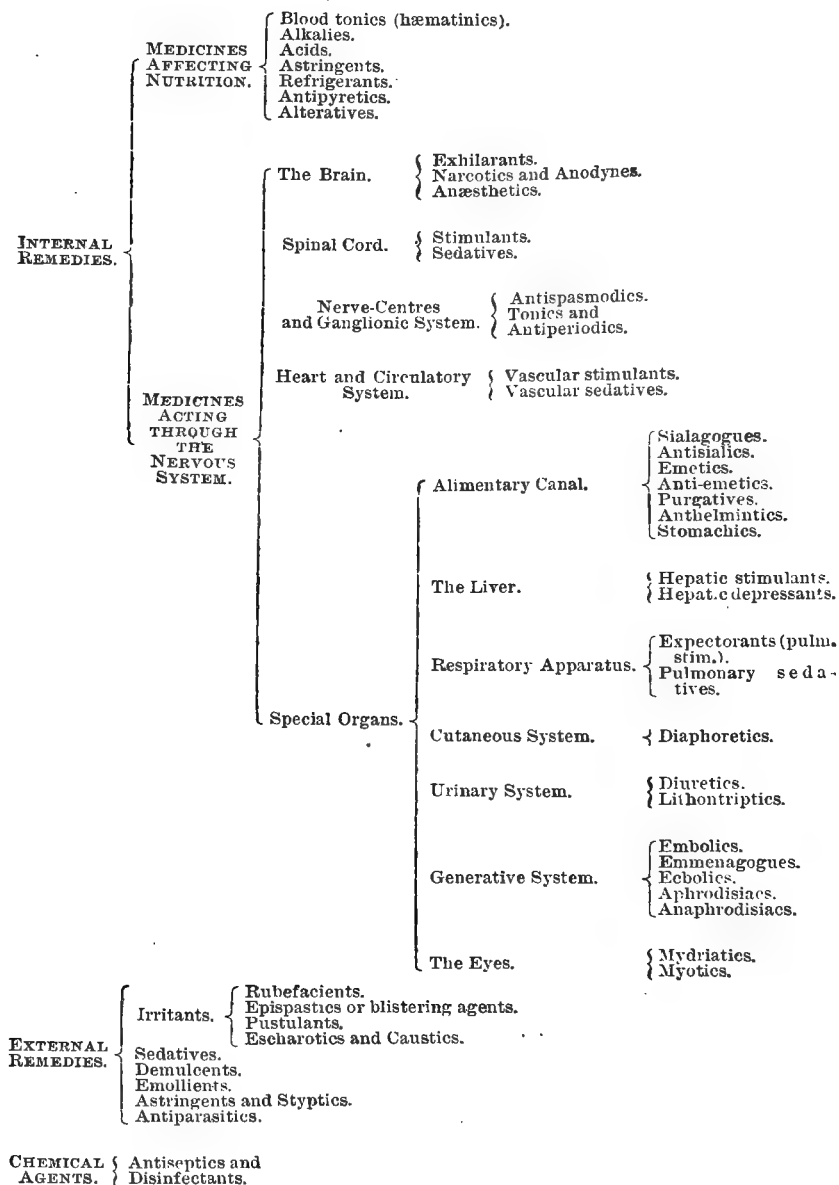 MEDICINES
AFFECTING
NUTRITION.
Blood tonics (hæmatinics).
Alkalies.
Acids.
Astringents.
Refrigerants.
Antipyretics.
Alteratives.
INTERNAL
REMEDIES.
MEDICINES
ACTING
THROUGH
THE
NERVOUS
SYSTEM.
The Brain.
Exhilarants.
Narcotics and Anodynes.
Anæsthetics.
Spinal Cord.
Stimulants.
Sedatives.
Nerve-Centres
and Ganglionic System.
Antispasmodics.
Tonics and
Antiperiodics.
Heart and Circulatory
System.
Vascular stimulants.
Vascular sedatives.
Special Organs.
Alimentary Canal.
Sialagogues.
Antisialics.
Emetics.
Anti-emetics.
Purgatives.
Anthelmintics.
Stomachics.
The Liver.
Hepatic stimulants.
Hepatic depressants.
Respiratory Apparatus.
Expectorants (pulm.
stim.).
Pulmonary seda-
tives.
Cutaneous System.
Diaphoretics.
Urinary System.
Diuretics.
Lithontriptics.
Generative System.
Embolics.
Emmenagogues.
Ecbolics.
Aphrodisiacs.
Anaphrodisiacs.
The Eyes.
Mydriatics.
Myotics.
EXTERNAL
REMEDIES.
Irritants.
Rubefacients.
Epispastics or blistering agents.
Pustulants.
Escharotics and Caustics.
Sedatives.
Demulcents.
Emollients.
Astringents and Styptics.
Antiparasitics.
CHEMICAL
AGENTS.
Antiseptics and
Disinfectants.